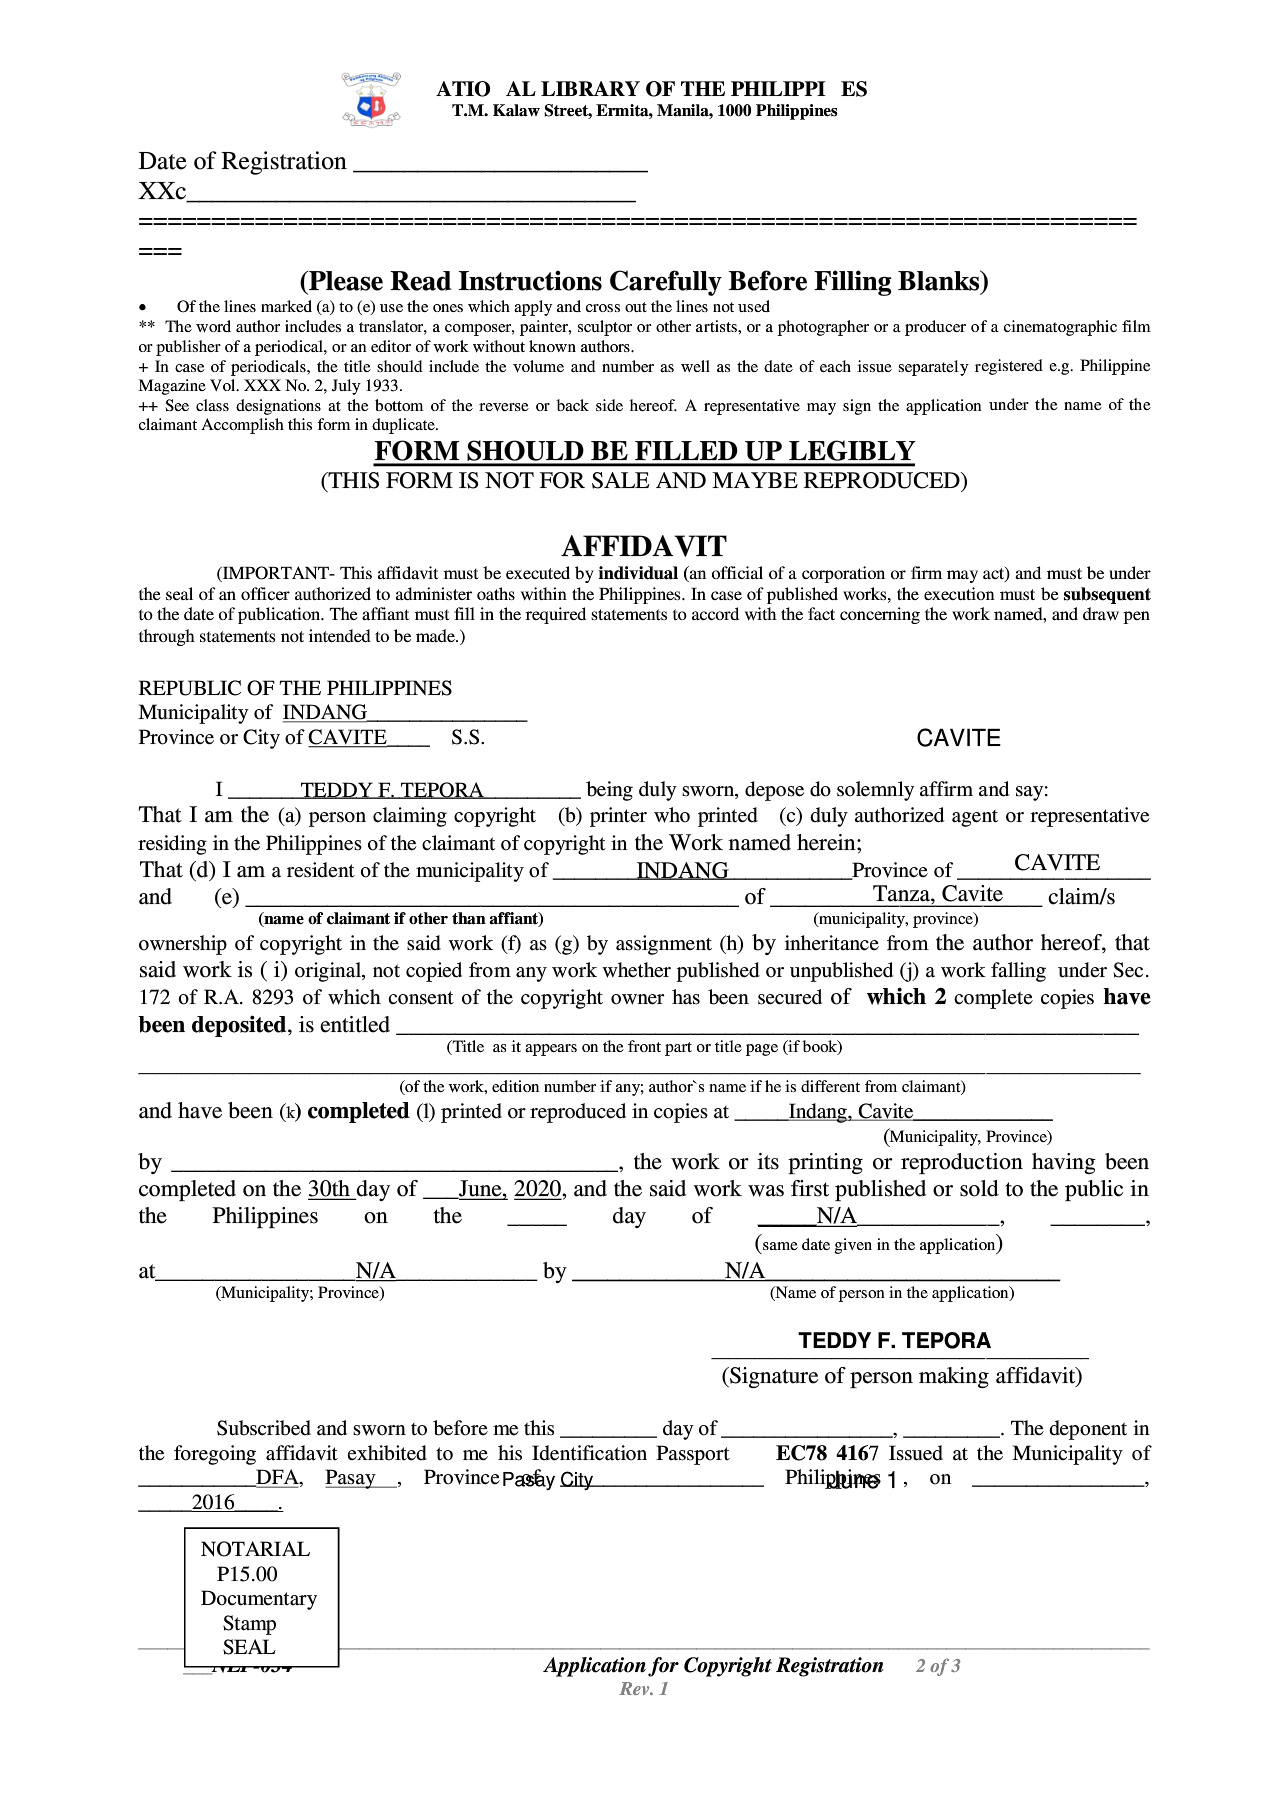 ATIO AL LIBRARY OF THE PHILIPPI ES
T.M. Kalaw Street, Ermita, Manila, 1000 Philippines
Date of Registration _______________________
XXc___________________________________
=====================================================================
===
(Please Read Instructions Carefully Before Filling Blanks)
• Of the lines marked (a) to (e) use the ones which apply and cross out the lines not used
** The word author includes a translator, a composer, painter, sculptor or other artists, or a photographer or a producer of a cinematographic film
or publisher of a periodical, or an editor of work without known authors.
+ In case of periodicals, the title should include the volume and number as well as the date of each issue separately registered e.g. Philippine
Magazine Vol. XXX No. 2, July 1933.
++ See class designations at the bottom of the reverse or back side hereof. A representative may sign the application under the name of the
claimant Accomplish this form in duplicate.
FORM SHOULD BE FILLED UP LEGIBLY
(THIS FORM IS NOT FOR SALE AND MAYBE REPRODUCED)
AFFIDAVIT
(IMPORTANT- This affidavit must be executed by individual (an official of a corporation or firm may act) and must be under
the seal of an officer authorized to administer oaths within the Philippines. In case of published works, the execution must be subsequent
to the date of publication. The affiant must fill in the required statements to accord with the fact concerning the work named, and draw pen
through statements not intended to be made.)
REPUBLIC OF THE PHILIPPINES
Municipality of INDANG_______________
Province or City of CAVITE____ S.S. CAVITE
I _______TEDDY F. TEPORA_________ being duly sworn, depose do solemnly affirm and say:
That I am the (a) person claiming copyright (b) printer who printed (c) duly authorized agent or representative
residing in the Philippines of the claimant of copyright in the Work named herein;
That (d) I am a resident of the municipality of _______INDANG___________Province of ____CAVITE____
and (e) __________________________________________ of ________Tanza, Cavite____ claim/s
(name of claimant if other than affiant) (municipality, province)
ownership of copyright in the said work (f) as (g) by assignment (h) by inheritance from the author hereof, that
said work is ( i) original, not copied from any work whether published or unpublished (j) a work falling under Sec.
172 of R.A. 8293 of which consent of the copyright owner has been secured of which 2 complete copies have
been deposited, is entitled _______________________________________________________________
(Title as it appears on the front part or title page (if book)
_____________________________________________________________________________________
(of the work, edition number if any; author`s name if he is different from claimant)
and have been (k) completed (l) printed or reproduced in copies at _____Indang, Cavite_____________
(Municipality, Province)
by ______________________________________, the work or its printing or reproduction having been
completed on the 30th day of ___June, 2020, and the said work was first published or sold to the public in
the Philippines on the _____ day of _____N/A____________, ________,
(same date given in the application)
at_________________N/A____________ by _____________N/A_________________________
(Municipality; Province) (Name of person in the application)
TEDDY F. TEPORA
(Signature of person making affidavit)
Subscribed and sworn to before me this _________ day of ________________, _________. The deponent in
the foregoing affidavit exhibited to me his Identification Passport EC78 4167 Issued at the Municipality of
___________DFA, Pasay__, Province of Pasay City ___________________ Philippines June 1 , on ________________,
_____2016____.
NOTARIAL
P15.00
Documentary
Stamp
SEAL
___NLP-034 Application for Copyright Registration 2 of 3
Rev. 1